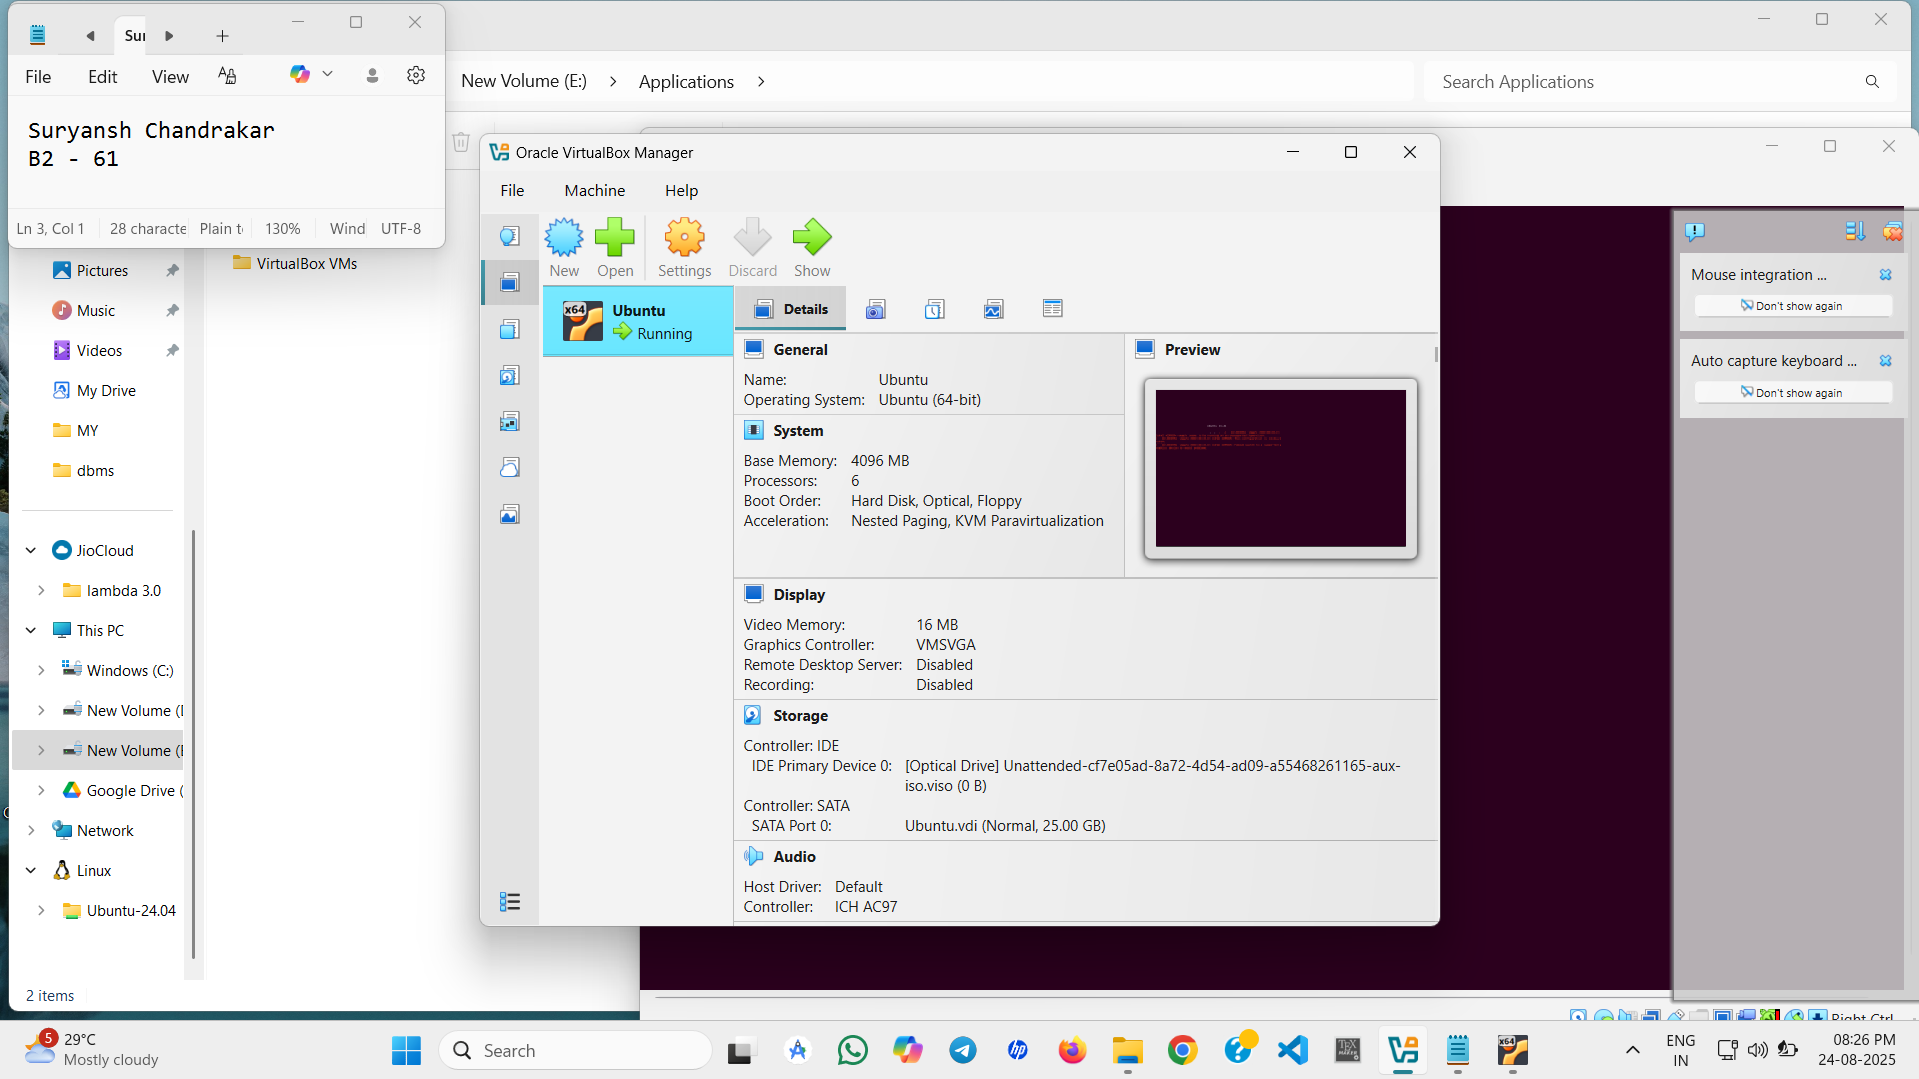 Sur
File
Edit
View
Suryansh Chandrakar
B2 - 61
Ln 3, Col 1
28 characte
Plain t
130%
Wind
UTF-8
New Volume (E:)
Applications
Search Applications
Pictures
Music
Videos
My Drive
MY
dbms
JioCloud
lambda 3.0
This PC
Windows (C:)
New Volume (
New Volume (
Google Drive (
Network
Linux
Ubuntu-24.04
2 items
VirtualBox VMs
Oracle VirtualBox Manager
File
Machine
Help
New
Open
Settings
Discard
Show
x64
Ubuntu
Running
Details
General
Name: Ubuntu
Operating System: Ubuntu (64-bit)
System
Base Memory: 4096 MB
Processors: 6
Boot Order: Hard Disk, Optical, Floppy
Acceleration: Nested Paging, KVM Paravirtualization
Preview
Display
Video Memory: 16 MB
Graphics Controller: VMSVGA
Remote Desktop Server: Disabled
Recording: Disabled
Storage
Controller: IDE
IDE Primary Device 0: [Optical Drive] Unattended-cf7e05ad-8a72-4d54-ad09-a55468261165-aux-
iso.viso (0 B)
Controller: SATA
SATA Port 0: Ubuntu.vdi (Normal, 25.00 GB)
Audio
Host Driver: Default
Controller: ICH AC97
Mouse integration ...
Don't show again
Auto capture keyboard ...
Don't show again
Right Ctrl
5
29°C
Mostly cloudy
Search
hp
TEX
MAKER
x64
ENG
IN
08:26 PM
24-08-2025